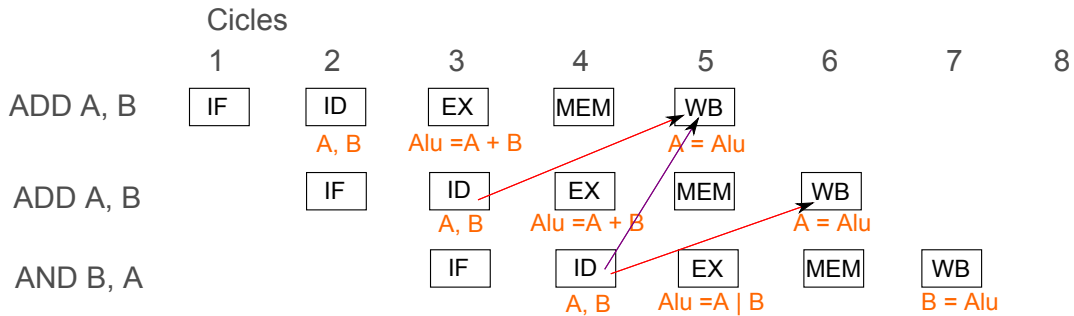 Cicles
1 2 3 4 5 6 7 8
ADD A, B IF ID EX MEM WB
A, B Alu =A + B A = Alu
ADD A, B IF ID EX MEM WB
A, B Alu =A + B A = Alu
AND B, A IF ID EX MEM WB
A, B Alu =A | B B = Alu